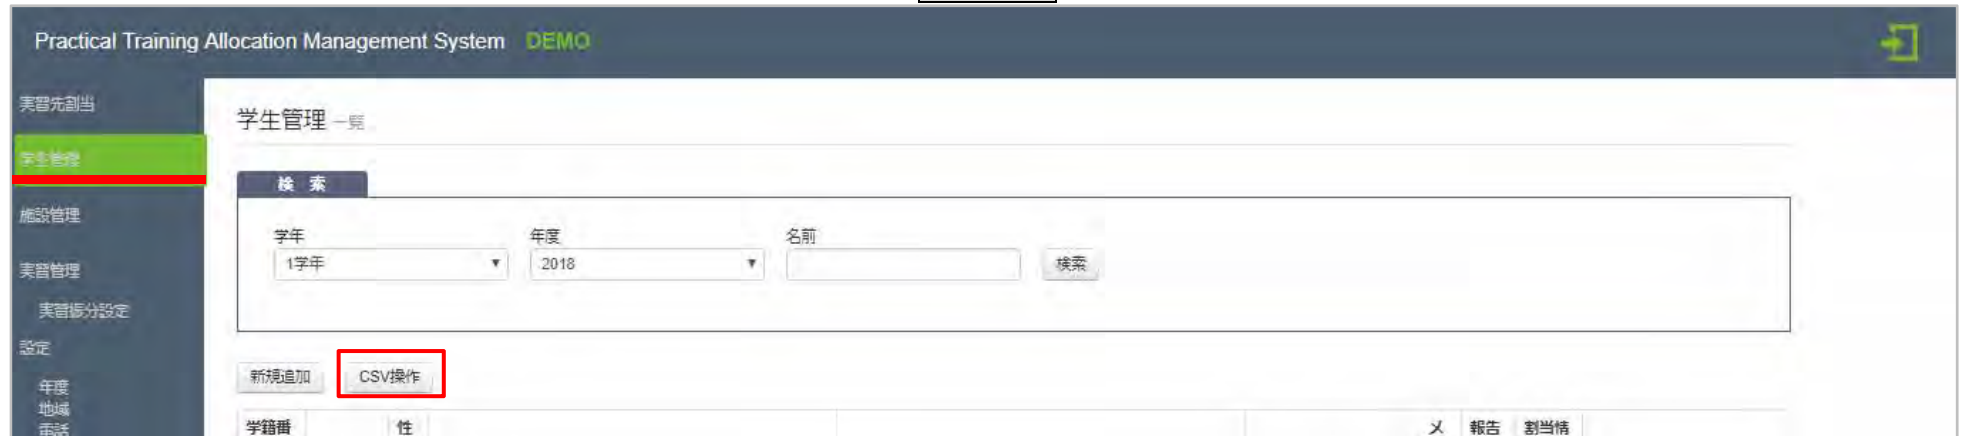 Practical Training Allocation Management System DEMO
実習先割当
学生管理
施設管理
実習管理
実習振分設定
設定
年度
地域
電話
学生管理 一覧
検 索
学年
年度
名前
1学年
2018
検索
新規追加
CSV操作
学籍番
性
メ
報告
割当情